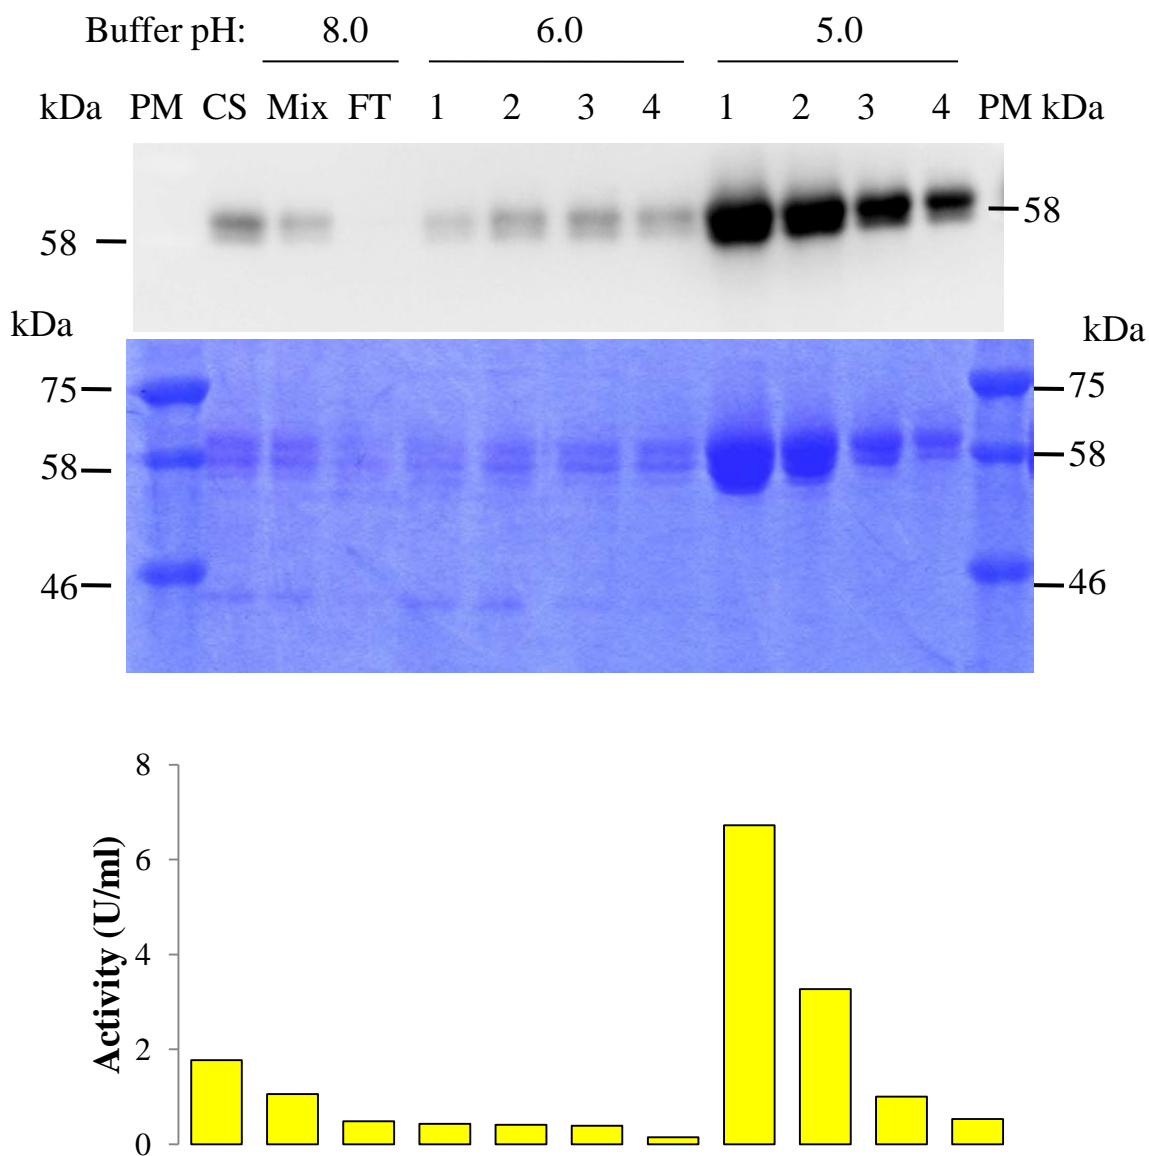 Buffer pH: 8.0 6.0 5.0
kDa PM CS Mix FT 1 2 3 4 1 2 3 4 PM kDa
58
58
kDa
kDa
75 75
58 58
46 46
8
6
4
2
0
Activity (U/ml)